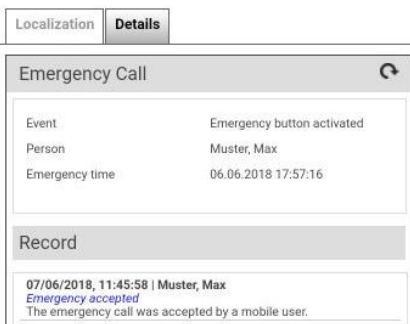 Localization Details
Emergency Call
Event Emergency button activated
Person Muster, Max
Emergency time 06.06.2018 17:57:16
Record
07/06/2018, 11:45:58 | Muster, Max
Emergency accepted
The emergency call was accepted by a mobile user.